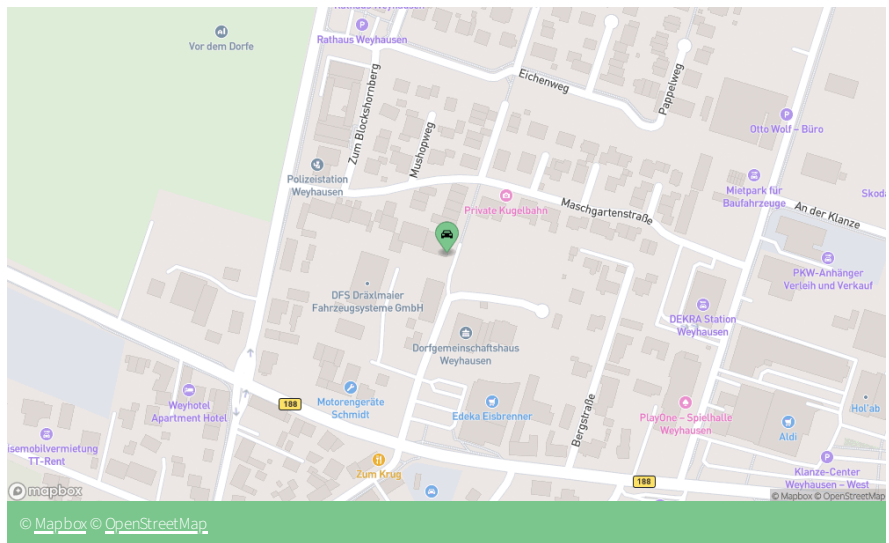 Rathaus Weyhausen
Vor dem Dorfe
Rathaus Weyhausen
Eichenweg
Pappelweg
Zum Blockshornberg
Mushopweg
Otto Wolf – Büro
Polizeistation
Weyhausen
Mietpark für
Baufahrzeuge
Skoda
Private Kugelbahn
Maschgartenstraße
An der Klanze
PKW-Anhänger
Verleih und Verkauf
DFS Dräxlmaier
Fahrzeugsysteme GmbH
DEKRA Station
Weyhausen
Dorfgemeinschaftshaus
Weyhausen
Weyhotel
Apartment Hotel
188
Motorengeräte
Schmidt
Edeka Eisbrenner
Bergstraße
PlayOne – Spielhalle
Weyhausen
Aldi
Hol'ab
isemobilvermietung
TT-Rent
Zum Krug
188
Klanze-Center
Weyhausen – West
mapbox
© Mapbox © OpenStreetMap
© Mapbox © OpenStreetMap